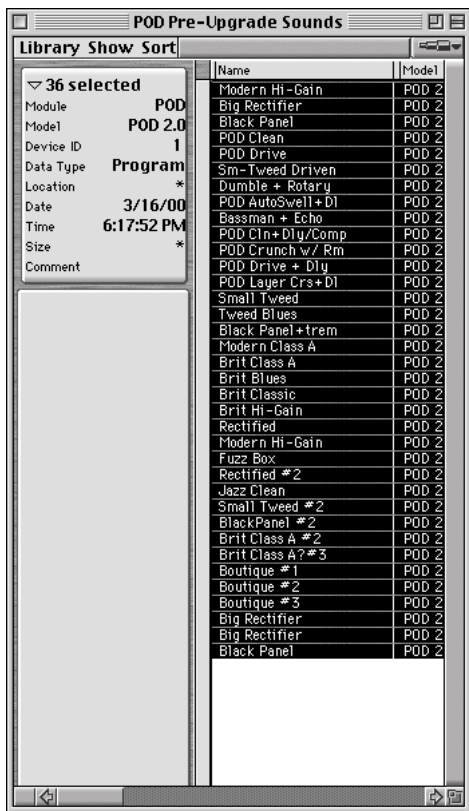 POD Pre-Upgrade Sounds
Library Show Sort
36 selected
Module POD
Model POD 2.0
Device ID 1
Data Type Program
Location *
Date 3/16/00
Time 6:17:52 PM
Size *
Comment
Name Model
Modern Hi-Gain POD 2
Big Rectifier POD 2
Black Panel POD 2
POD Clean POD 2
POD Drive POD 2
Sm-Tweed Driven POD 2
Dumble + Rotary POD 2
POD AutoSwell+Dl POD 2
Bassman + Echo POD 2
POD Cln+Dly/Comp POD 2
POD Crunch w/ Rm POD 2
POD Drive + Dly POD 2
POD Layer Crs+Dl POD 2
Small Tweed POD 2
Tweed Blues POD 2
Black Panel+trem POD 2
Modern Class A POD 2
Brit Class A POD 2
Brit Blues POD 2
Brit Classic POD 2
Brit Hi-Gain POD 2
Rectified POD 2
Modern Hi-Gain POD 2
Fuzz Box POD 2
Rectified #2 POD 2
Jazz Clean POD 2
Small Tweed #2 POD 2
BlackPanel #2 POD 2
Brit Class A #2 POD 2
Brit Class A?#3 POD 2
Boutique #1 POD 2
Boutique #2 POD 2
Boutique #3 POD 2
Big Rectifier POD 2
Big Rectifier POD 2
Black Panel POD 2